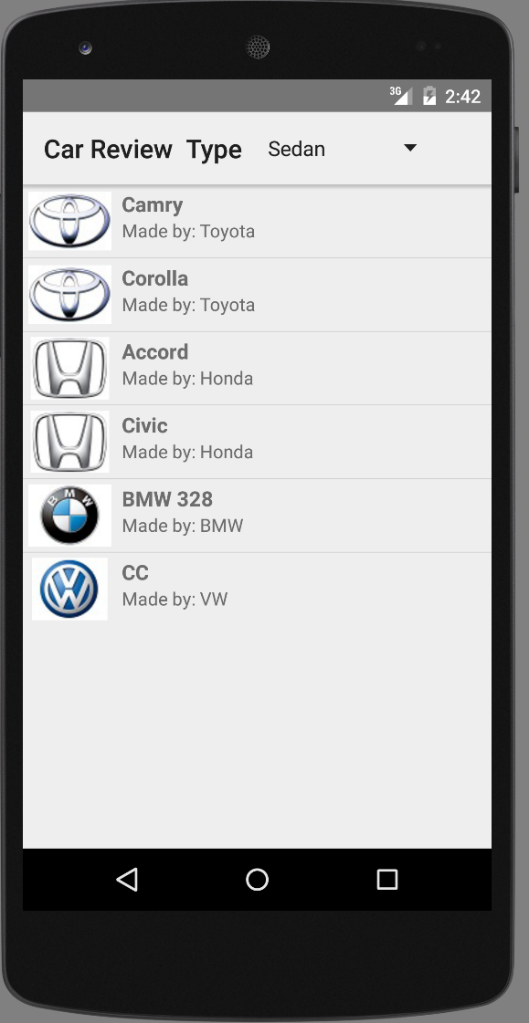 3G 2:42
Car Review Type Sedan
Camry
Made by: Toyota
Corolla
Made by: Toyota
Accord
Made by: Honda
Civic
Made by: Honda
BMW
BMW 328
Made by: BMW
CC
Made by: VW